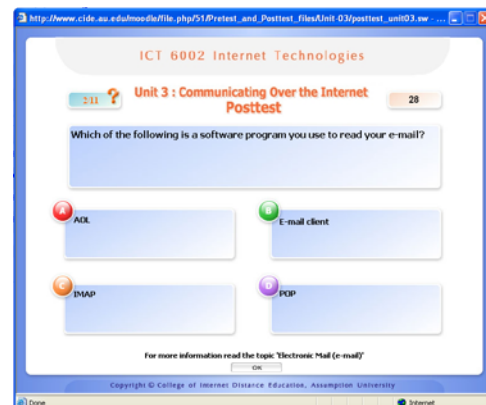 http://www.cide.au.edu/moodle/file.php/51/Pretest_and_Posttest_files/Unit-03/posttest_unit03.sw - ...
ICT 6002 Internet Technologies
Unit 3 : Communicating Over the Internet
Posttest
2:11 ?
28
Which of the following is a software program you use to read your e-mail?
A
AOL
B
E-mail client
C
IMAP
D
POP
For more information read the topic 'Electronic Mail (e-mail)'
OK
Copyright © College of Internet Distance Education, Assumption University
Done
Internet